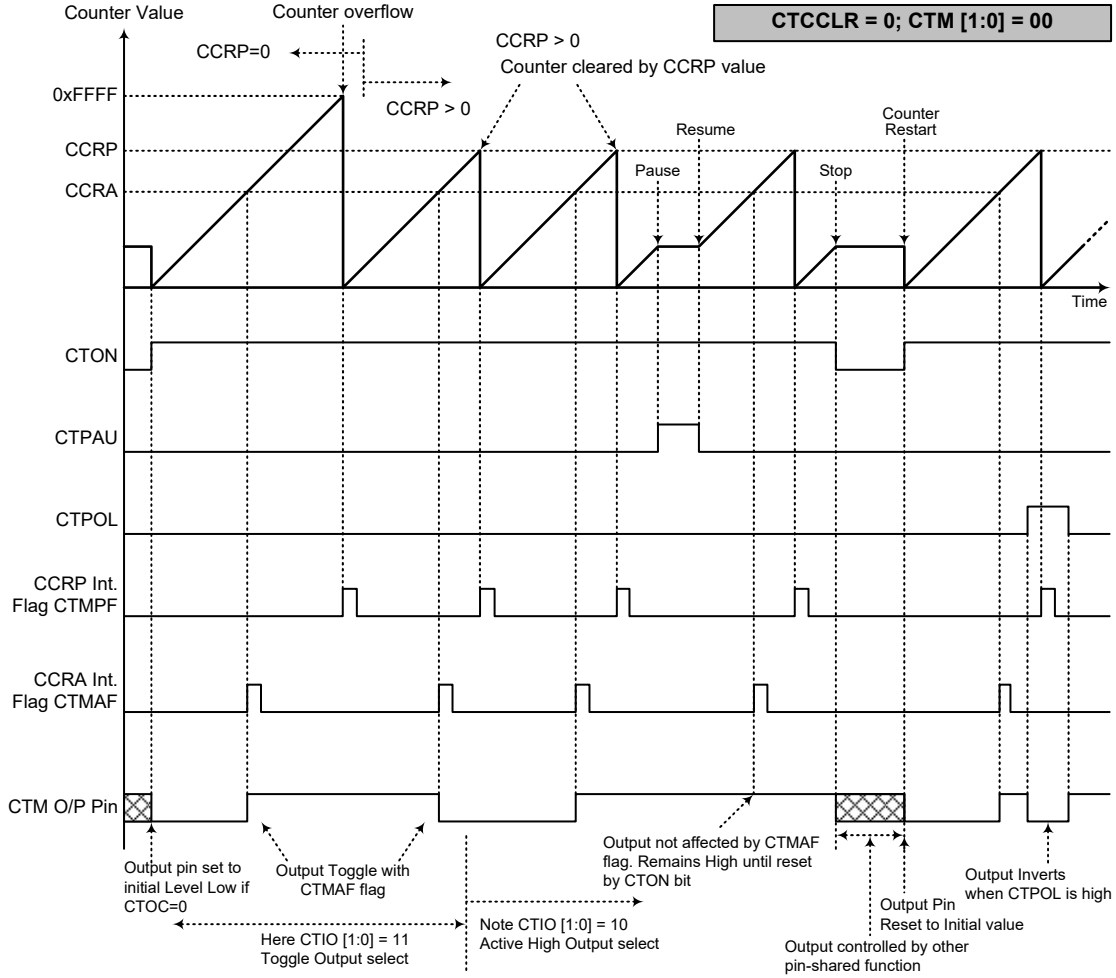 Counter Value
Counter overflow
CTCCLR = 0; CTM [1:0] = 00
CCRP=0
CCRP > 0
CCRP > 0
Counter cleared by CCRP value
0xFFFF
CCRP
CCRA
Pause
Resume
Stop
Counter
Restart
Time
CTON
CTPAU
CTPOL
CCRP Int.
Flag CTMPF
CCRA Int.
Flag CTMAF
CTM O/P Pin
Output pin set to
initial Level Low if
CTOC=0
Output Toggle with
CTMAF flag
Here CTIO [1:0] = 11
Toggle Output select
Note CTIO [1:0] = 10
Active High Output select
Output not affected by CTMAF
flag. Remains High until reset
by CTON bit
Output controlled by other
pin-shared function
Output Pin
Reset to Initial value
Output Inverts
when CTPOL is high